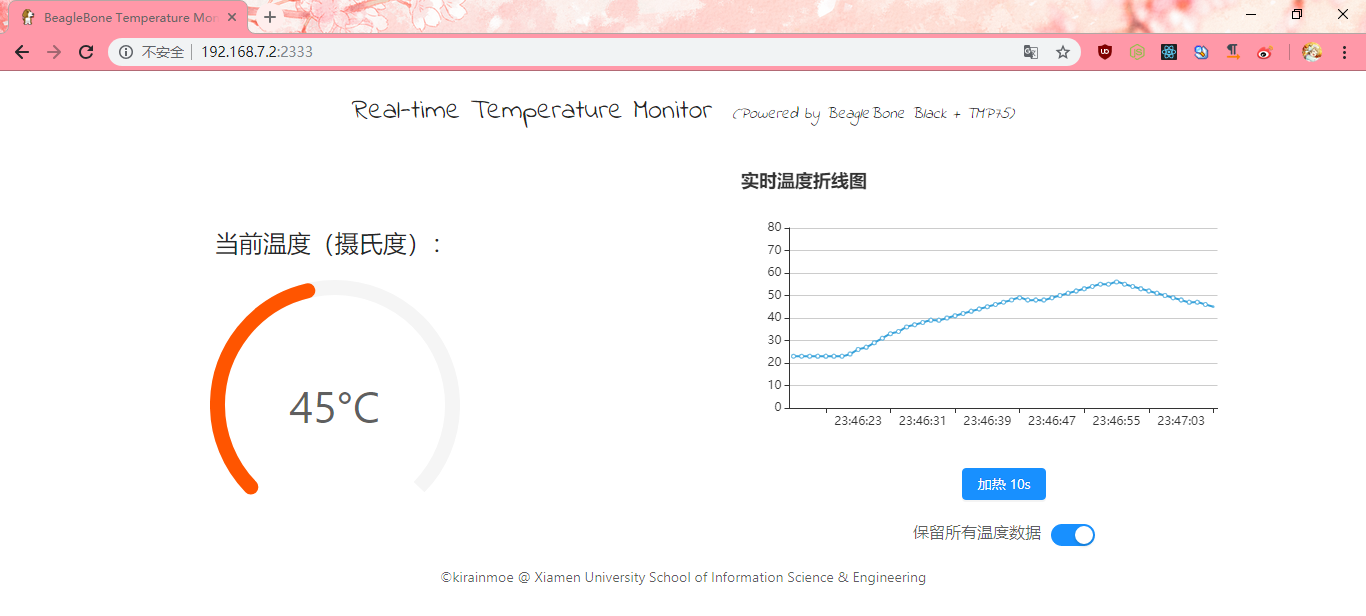 BeagleBone Temperature Mon
不安全 192.168.7.2:2333
Real-time Temperature Monitor (Powered by BeagleBone Black + TMP75)
当前温度（摄氏度）：
45°C
实时温度折线图
80
70
60
50
40
30
20
10
0
23:46:23 23:46:31 23:46:39 23:46:47 23:46:55 23:47:03
加热 10s
保留所有温度数据
©kirainmoe @ Xiamen University School of Information Science & Engineering